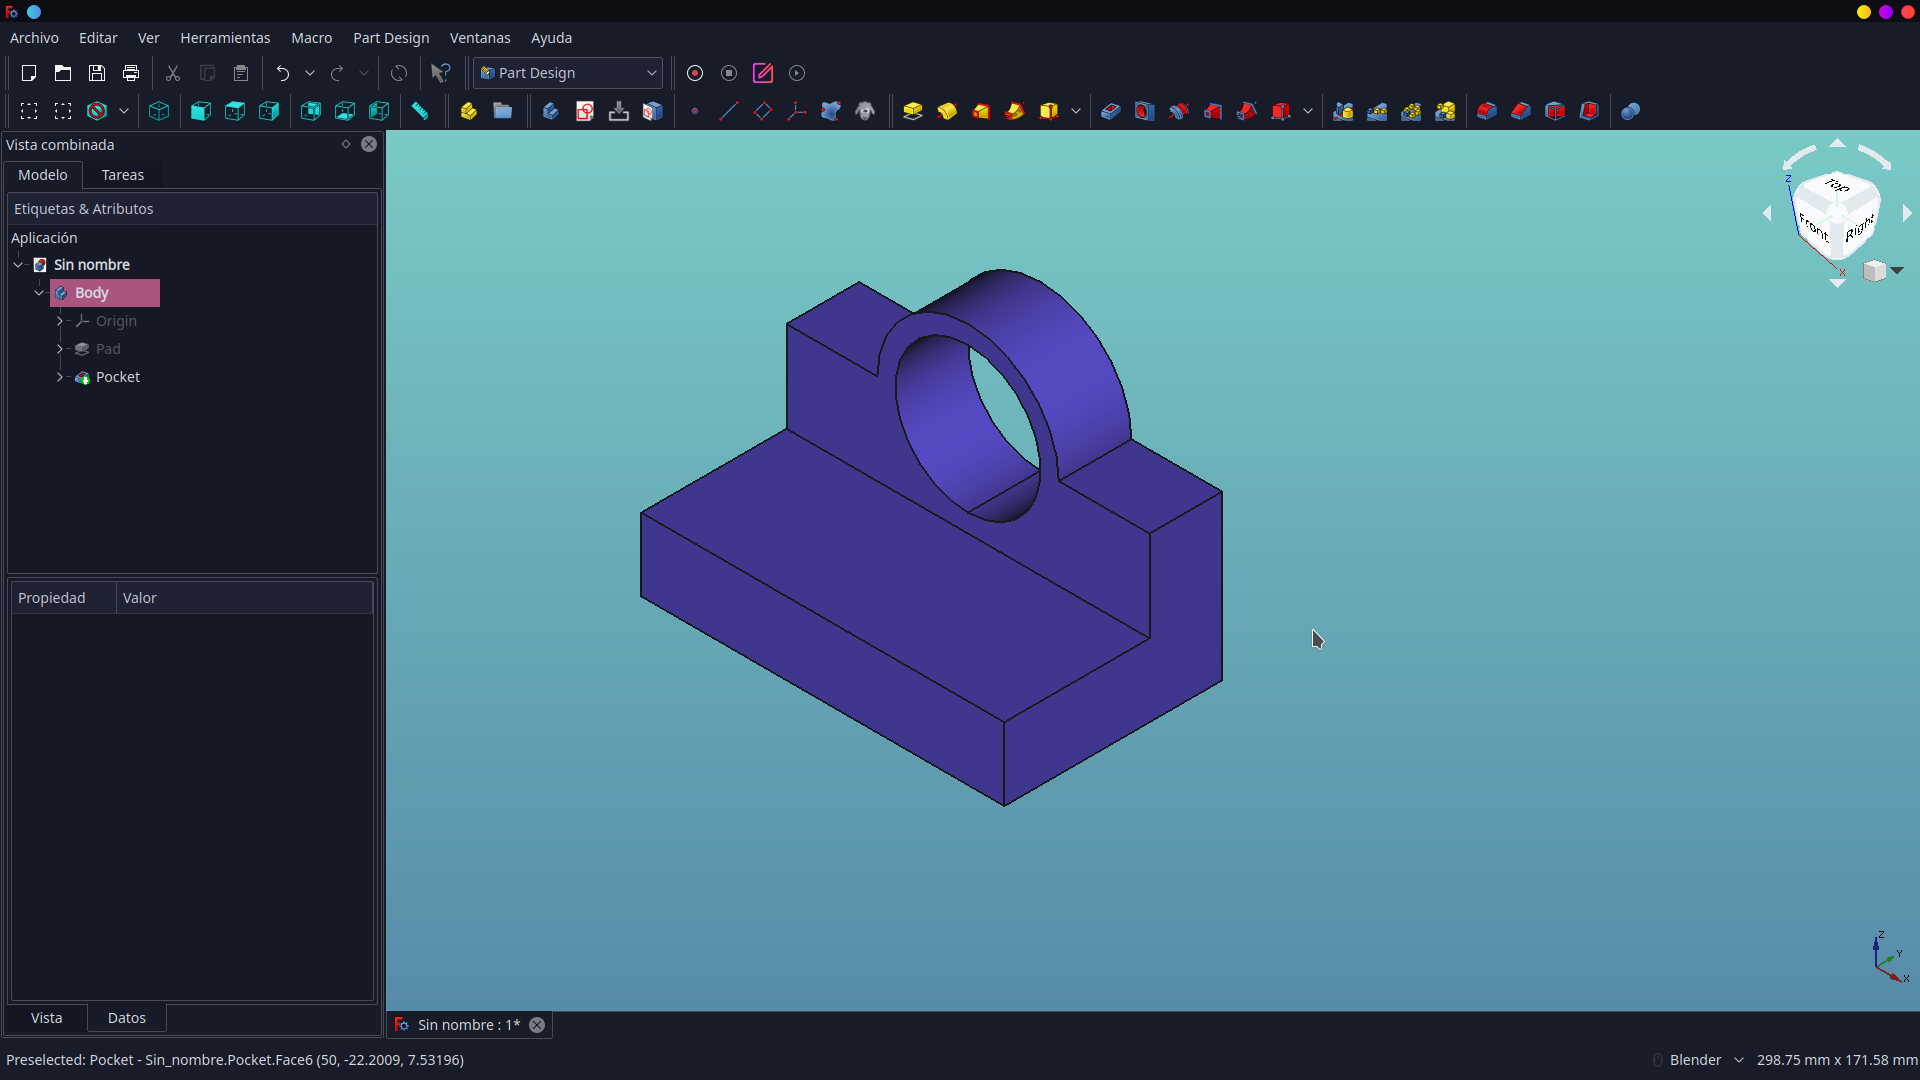 Archivo Editar Ver Herramientas Macro Part Design Ventanas Ayuda
Part Design
Vista combinada
Modelo Tareas
Etiquetas & Atributos
Aplicación
Sin nombre
Body
Origin
Pad
Pocket
Propiedad Valor
Vista Datos
Top
Front
Right
Z
X
Z
Y
X
Sin nombre : 1*
Preselected: Pocket - Sin_nombre.Pocket.Face6 (50, -22.2009, 7.53196)
Blender 298.75 mm x 171.58 mm